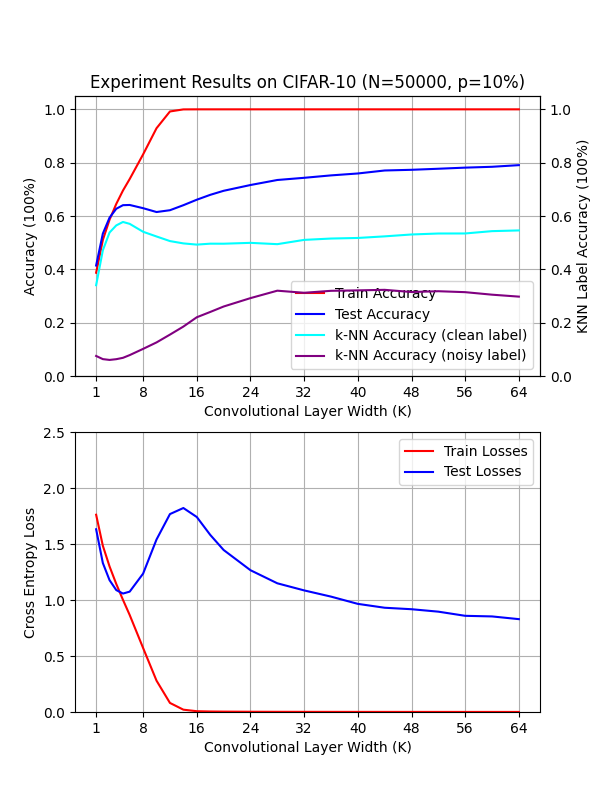 Experiment Results on CIFAR-10 (N=50000, p=10%)
1.0
0.8
0.6
0.4
0.2
0.0
Accuracy (100%)
1.0
0.8
0.6
0.4
0.2
0.0
KNN Label Accuracy (100%)
Train Accuracy
Test Accuracy
k-NN Accuracy (clean label)
k-NN Accuracy (noisy label)
1 8 16 24 32 40 48 56 64
Convolutional Layer Width (K)
2.5
2.0
1.5
1.0
0.5
0.0
Cross Entropy Loss
Train Losses
Test Losses
1 8 16 24 32 40 48 56 64
Convolutional Layer Width (K)